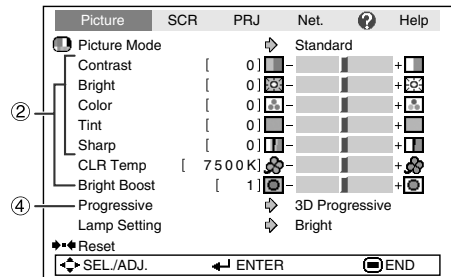 Picture SCR PRJ Net. ? Help
Picture Mode Standard
Contrast [ 0] - +
② Bright [ 0] - +
Color [ 0] - +
Tint [ 0] - +
Sharp [ 0] - +
CLR Temp [ 7500K] - +
Bright Boost [ 1] - +
④ Progressive 3D Progressive
Lamp Setting Bright
Reset
SEL./ADJ. ENTER END